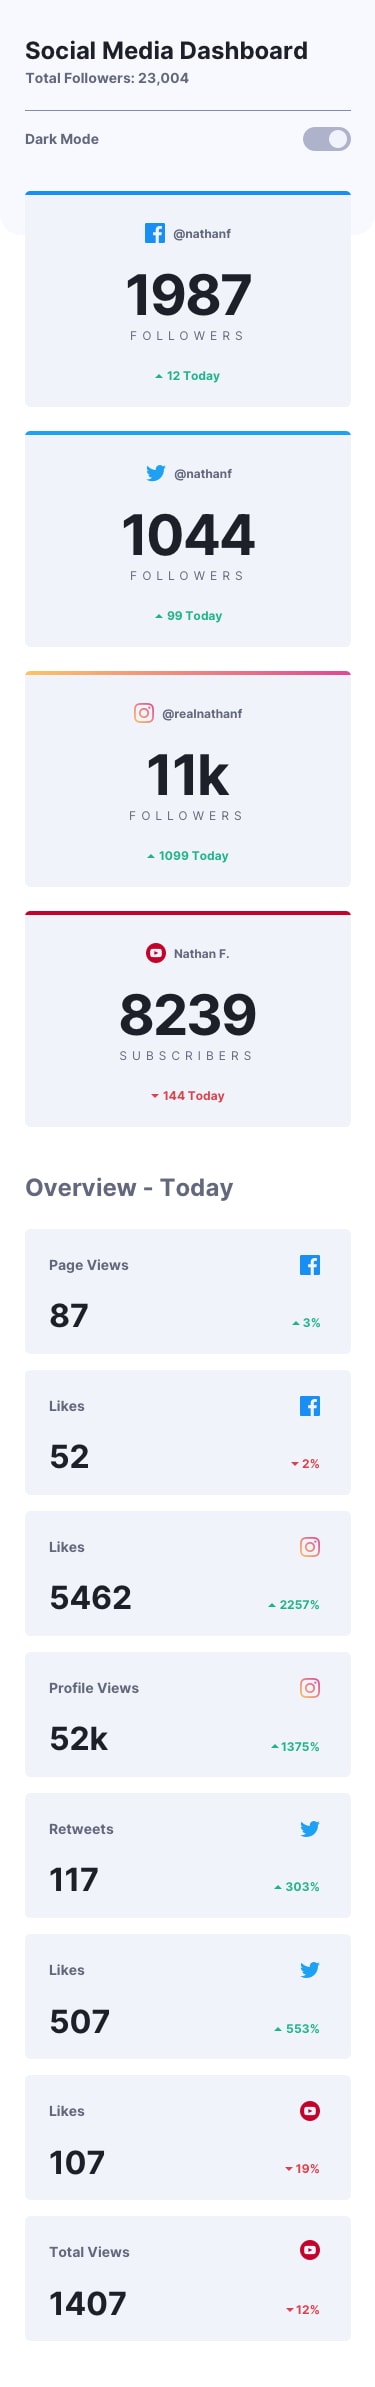 Social Media Dashboard
Total Followers: 23,004
Dark Mode
@nathanf
1987
FOLLOWERS
12 Today
@nathanf
1044
FOLLOWERS
99 Today
@realnathanf
11k
FOLLOWERS
1099 Today
Nathan F.
8239
SUBSCRIBERS
144 Today
Overview - Today
Page Views
87
3%
Likes
52
2%
Likes
5462
2257%
Profile Views
52k
1375%
Retweets
117
303%
Likes
507
553%
Likes
107
19%
Total Views
1407
12%